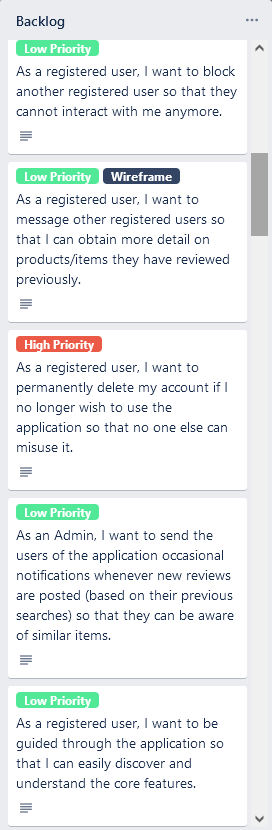 Backlog
Low Priority
As a registered user, I want to block
another registered user so that they
cannot interact with me anymore.
Low Priority Wireframe
As a registered user, I want to
message other registered users so
that I can obtain more detail on
products/items they have reviewed
previously.
High Priority
As a registered user, I want to
permanently delete my account if I
no longer wish to use the
application so that no one else can
misuse it.
Low Priority
As an Admin, I want to send the
users of the application occasional
notifications whenever new reviews
are posted (based on their previous
searches) so that they can be aware
of similar items.
Low Priority
As a registered user, I want to be
guided through the application so
that I can easily discover and
understand the core features.